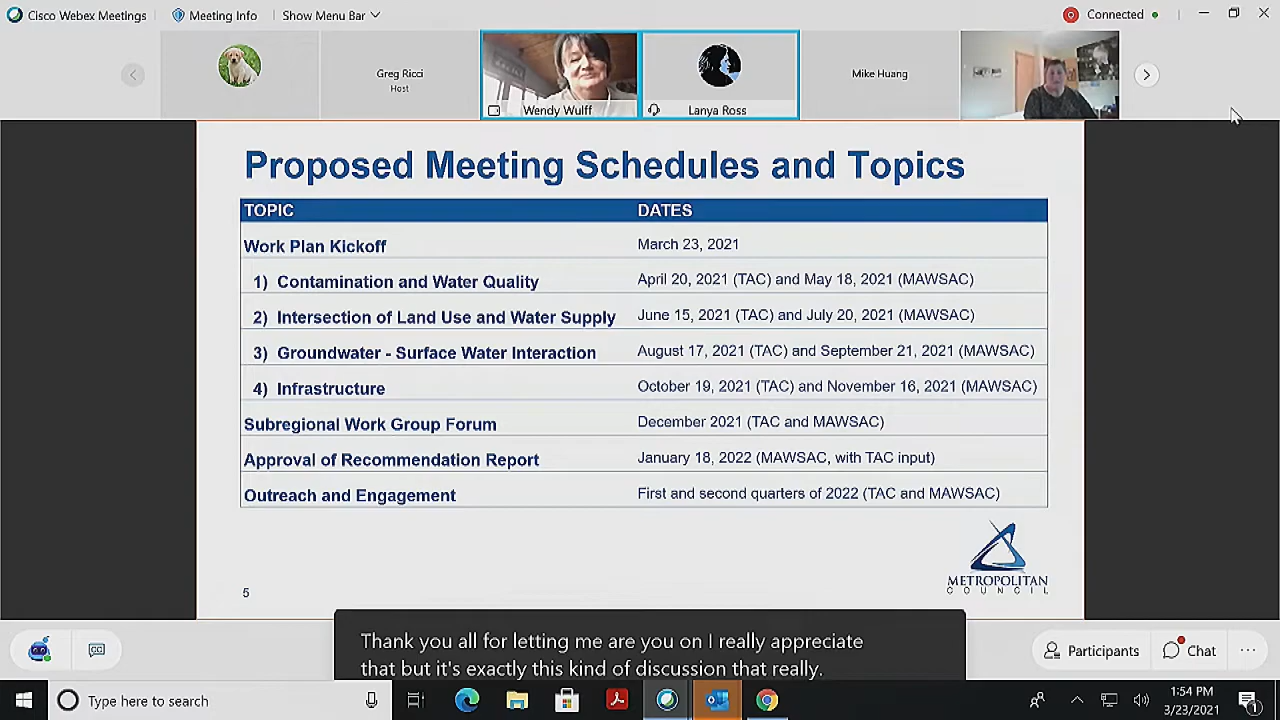 Cisco Webex Meetings
Meeting Info
Show Menu Bar
Connected
Greg Ricci
Host
Wendy Wulff
Lanya Ross
Mike Huang
Proposed Meeting Schedules and Topics
TOPIC DATES
Work Plan Kickoff March 23, 2021
1) Contamination and Water Quality April 20, 2021 (TAC) and May 18, 2021 (MAWSAC)
2) Intersection of Land Use and Water Supply June 15, 2021 (TAC) and July 20, 2021 (MAWSAC)
3) Groundwater - Surface Water Interaction August 17, 2021 (TAC) and September 21, 2021 (MAWSAC)
4) Infrastructure October 19, 2021 (TAC) and November 16, 2021 (MAWSAC)
Subregional Work Group Forum December 2021 (TAC and MAWSAC)
Approval of Recommendation Report January 18, 2022 (MAWSAC, with TAC input)
Outreach and Engagement First and second quarters of 2022 (TAC and MAWSAC)
METROPOLITAN
COUNCIL
5
Thank you all for letting me are you on I really appreciate
that but it's exactly this kind of discussion that really.
CC
Participants
Chat
Type here to search
1:54 PM
3/23/2021
1